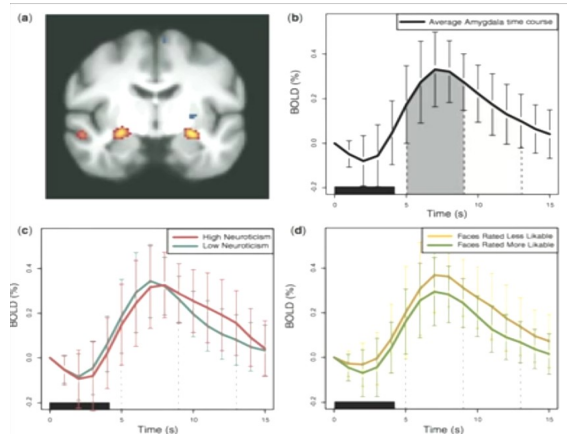 (a)
(b)
Average Amygdala time course
BOLD (%)
0.4
0.2
0.0
-0.2
0
5
10
15
Time (s)
(c)
High Neuroticism
Low Neuroticism
BOLD (%)
0.4
0.2
0.0
0.2
0
5
10
15
Time (s)
(d)
Faces Rated Less Likable
Faces Rated More Likable
BOLD (%)
0.4
0.2
0.0
0.2
0
5
10
15
Time (s)